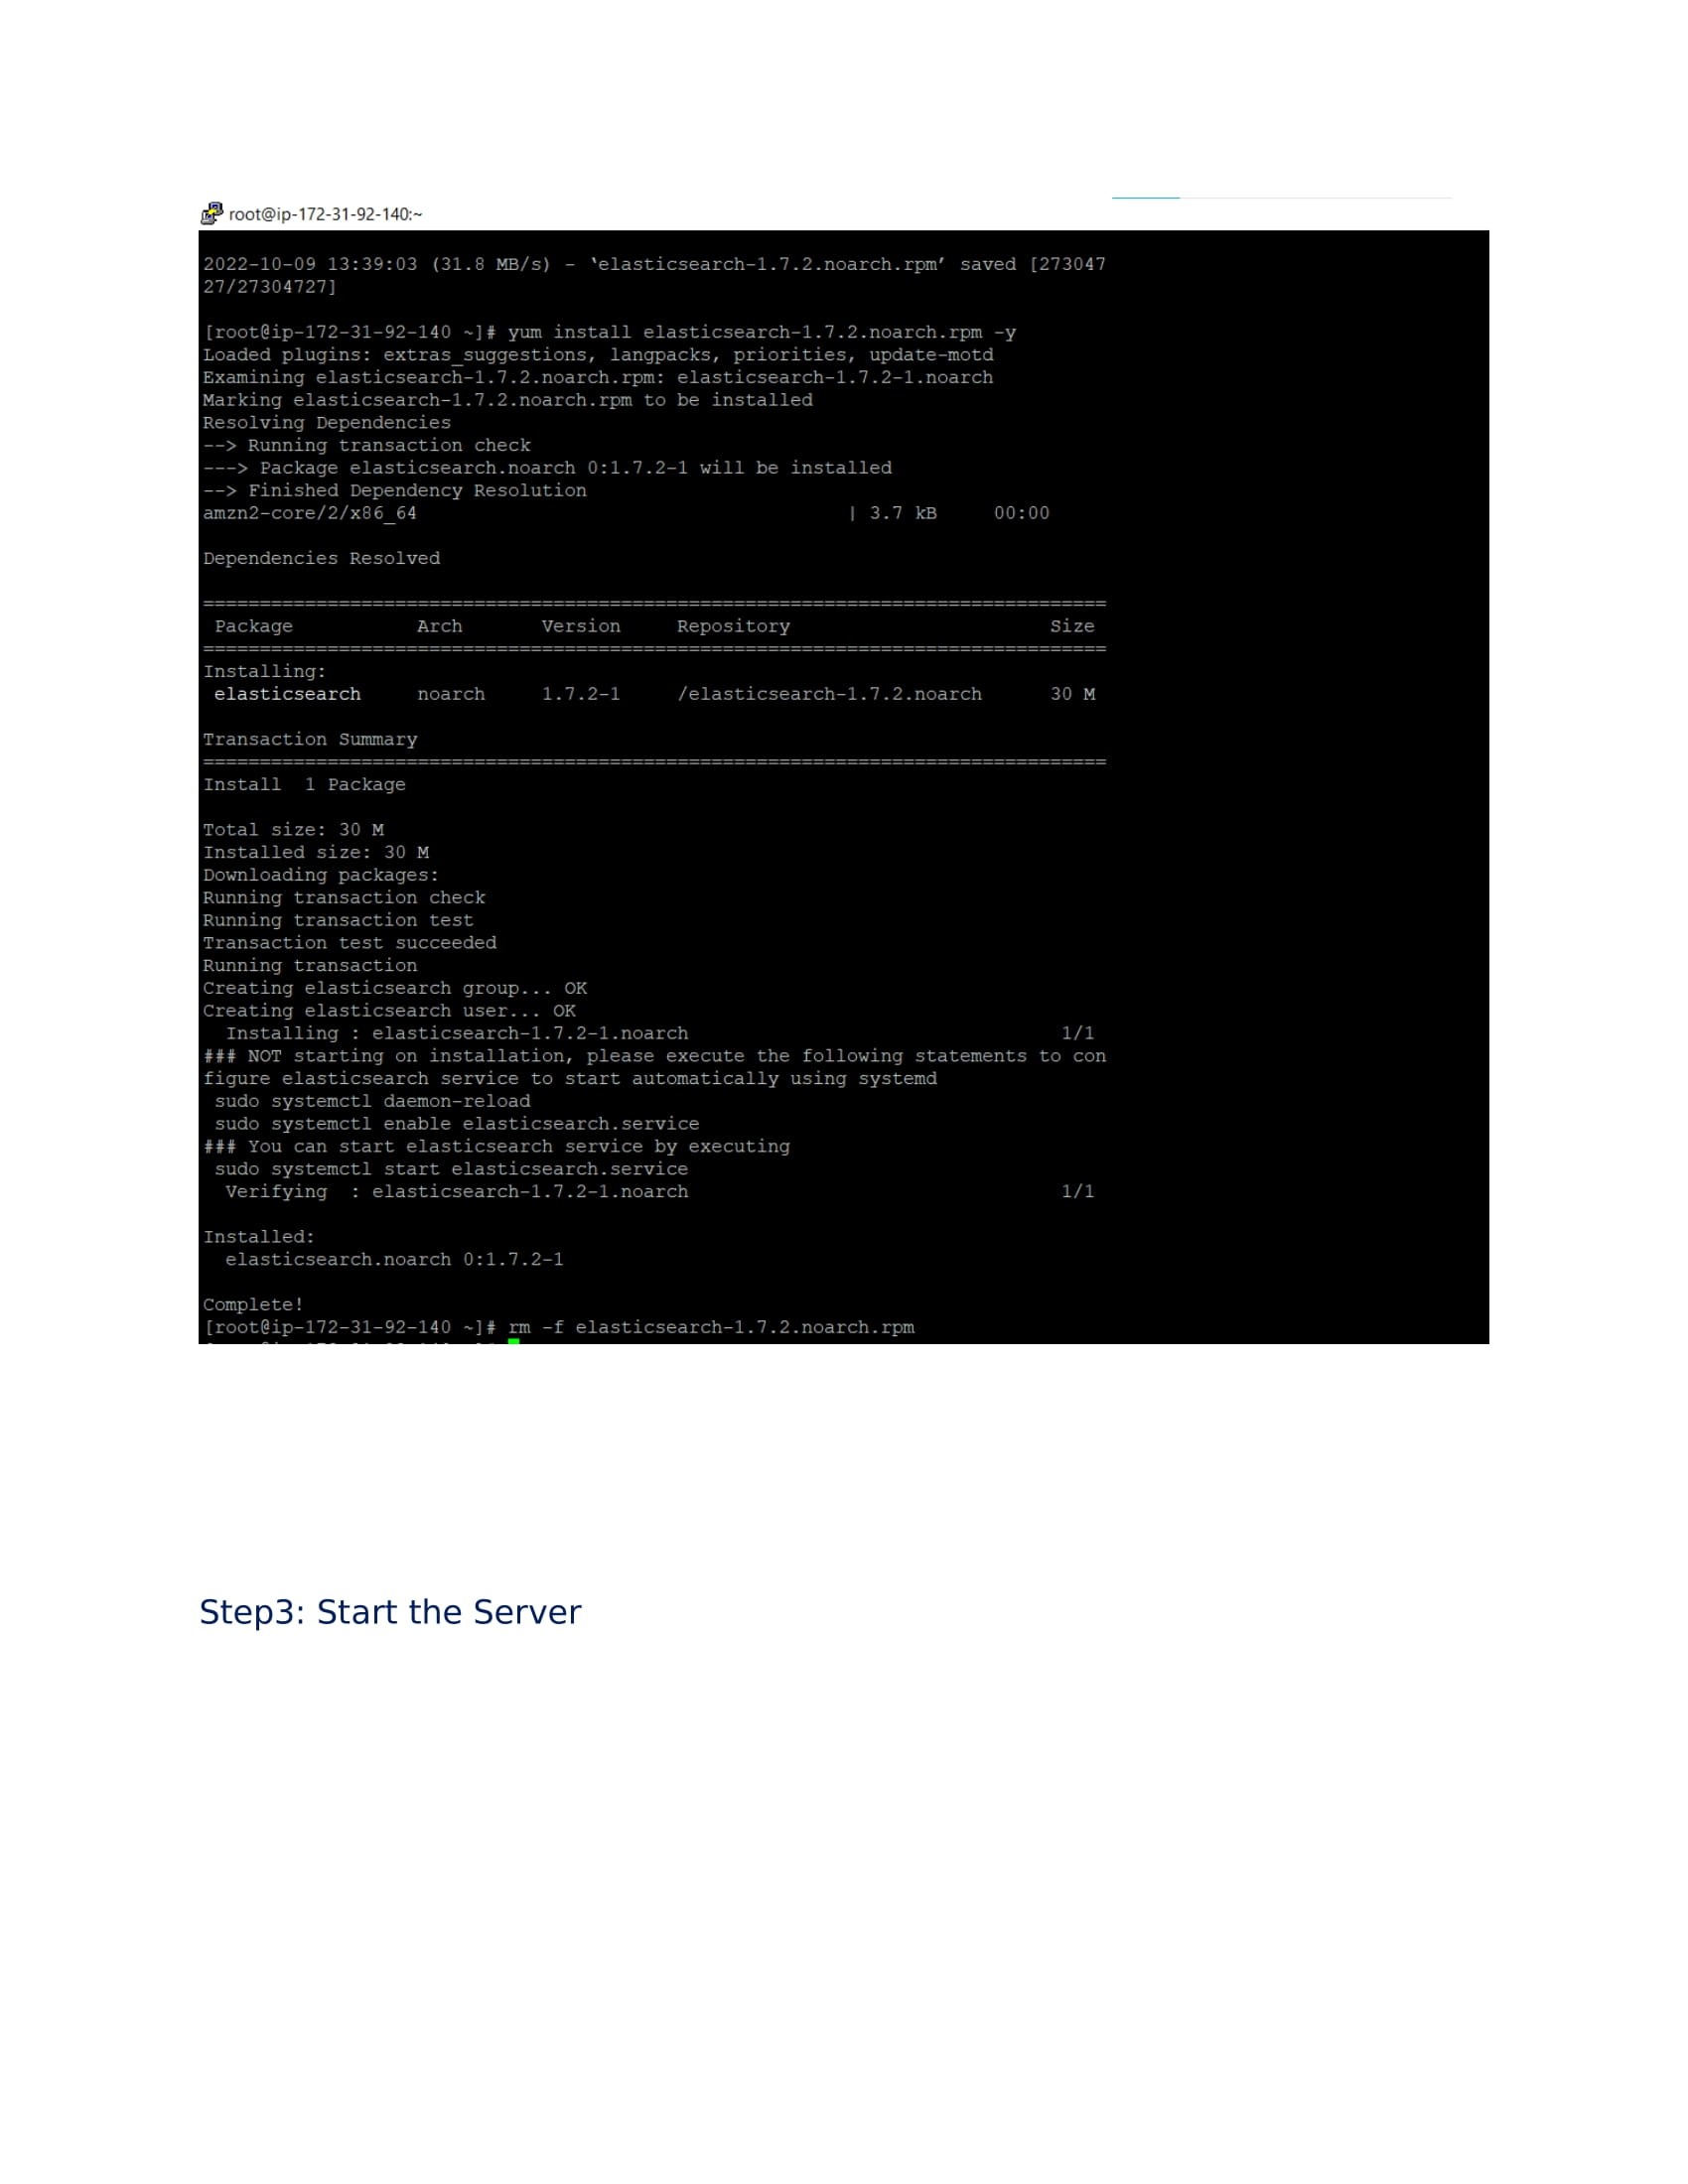 root@ip-172-31-92-140:~
2022-10-09 13:39:03 (31.8 MB/s) - ‘elasticsearch-1.7.2.noarch.rpm’ saved [273047
27/27304727]
[root@ip-172-31-92-140 ~]# yum install elasticsearch-1.7.2.noarch.rpm -y
Loaded plugins: extras_suggestions, langpacks, priorities, update-motd
Examining elasticsearch-1.7.2.noarch.rpm: elasticsearch-1.7.2-1.noarch
Marking elasticsearch-1.7.2.noarch.rpm to be installed
Resolving Dependencies
--> Running transaction check
---> Package elasticsearch.noarch 0:1.7.2-1 will be installed
--> Finished Dependency Resolution
amzn2-core/2/x86_64 | 3.7 kB 00:00
Dependencies Resolved
================================================================================
Package Arch Version Repository Size
================================================================================
Installing:
elasticsearch noarch 1.7.2-1 /elasticsearch-1.7.2.noarch 30 M
Transaction Summary
================================================================================
Install 1 Package
Total size: 30 M
Installed size: 30 M
Downloading packages:
Running transaction check
Running transaction test
Transaction test succeeded
Running transaction
Creating elasticsearch group... OK
Creating elasticsearch user... OK
Installing : elasticsearch-1.7.2-1.noarch 1/1
### NOT starting on installation, please execute the following statements to con
figure elasticsearch service to start automatically using systemd
sudo systemctl daemon-reload
sudo systemctl enable elasticsearch.service
### You can start elasticsearch service by executing
sudo systemctl start elasticsearch.service
Verifying : elasticsearch-1.7.2-1.noarch 1/1
Installed:
elasticsearch.noarch 0:1.7.2-1
Complete!
[root@ip-172-31-92-140 ~]# rm -f elasticsearch-1.7.2.noarch.rpm
Step3: Start the Server